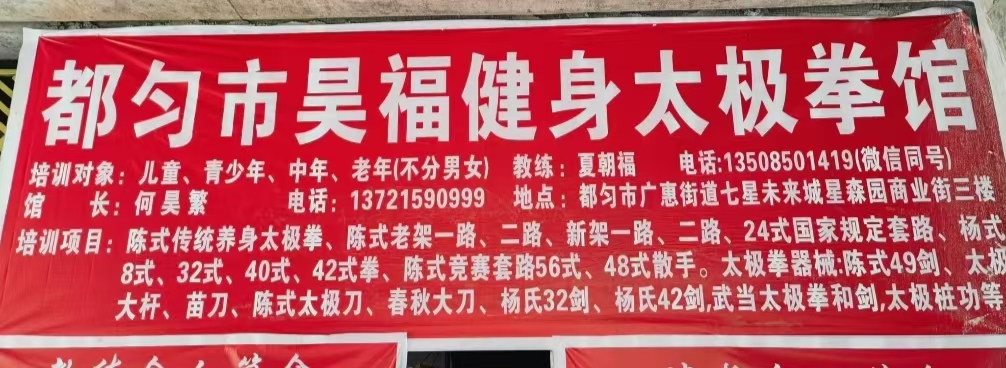 都匀市昊福健身太极拳馆
培训对象：儿童、青少年、中年、老年(不分男女) 教练：夏朝福 电话:13508501419(微信同号)
馆 长：何昊繁 电话：13721590999 地点：都匀市广惠街道七星未来城星森园商业街三楼
培训项目：陈式传统养身太极拳、陈式老架一路、二路、新架一路、二路、24式国家规定套路、杨式
8式、32式、40式、42式拳、陈式竞赛套路56式、48式散手。太极拳器械:陈式49剑、太极
大杆、苗刀、陈式太极刀、春秋大刀、杨氏32剑、杨氏42剑,武当太极拳和剑,太极桩功等